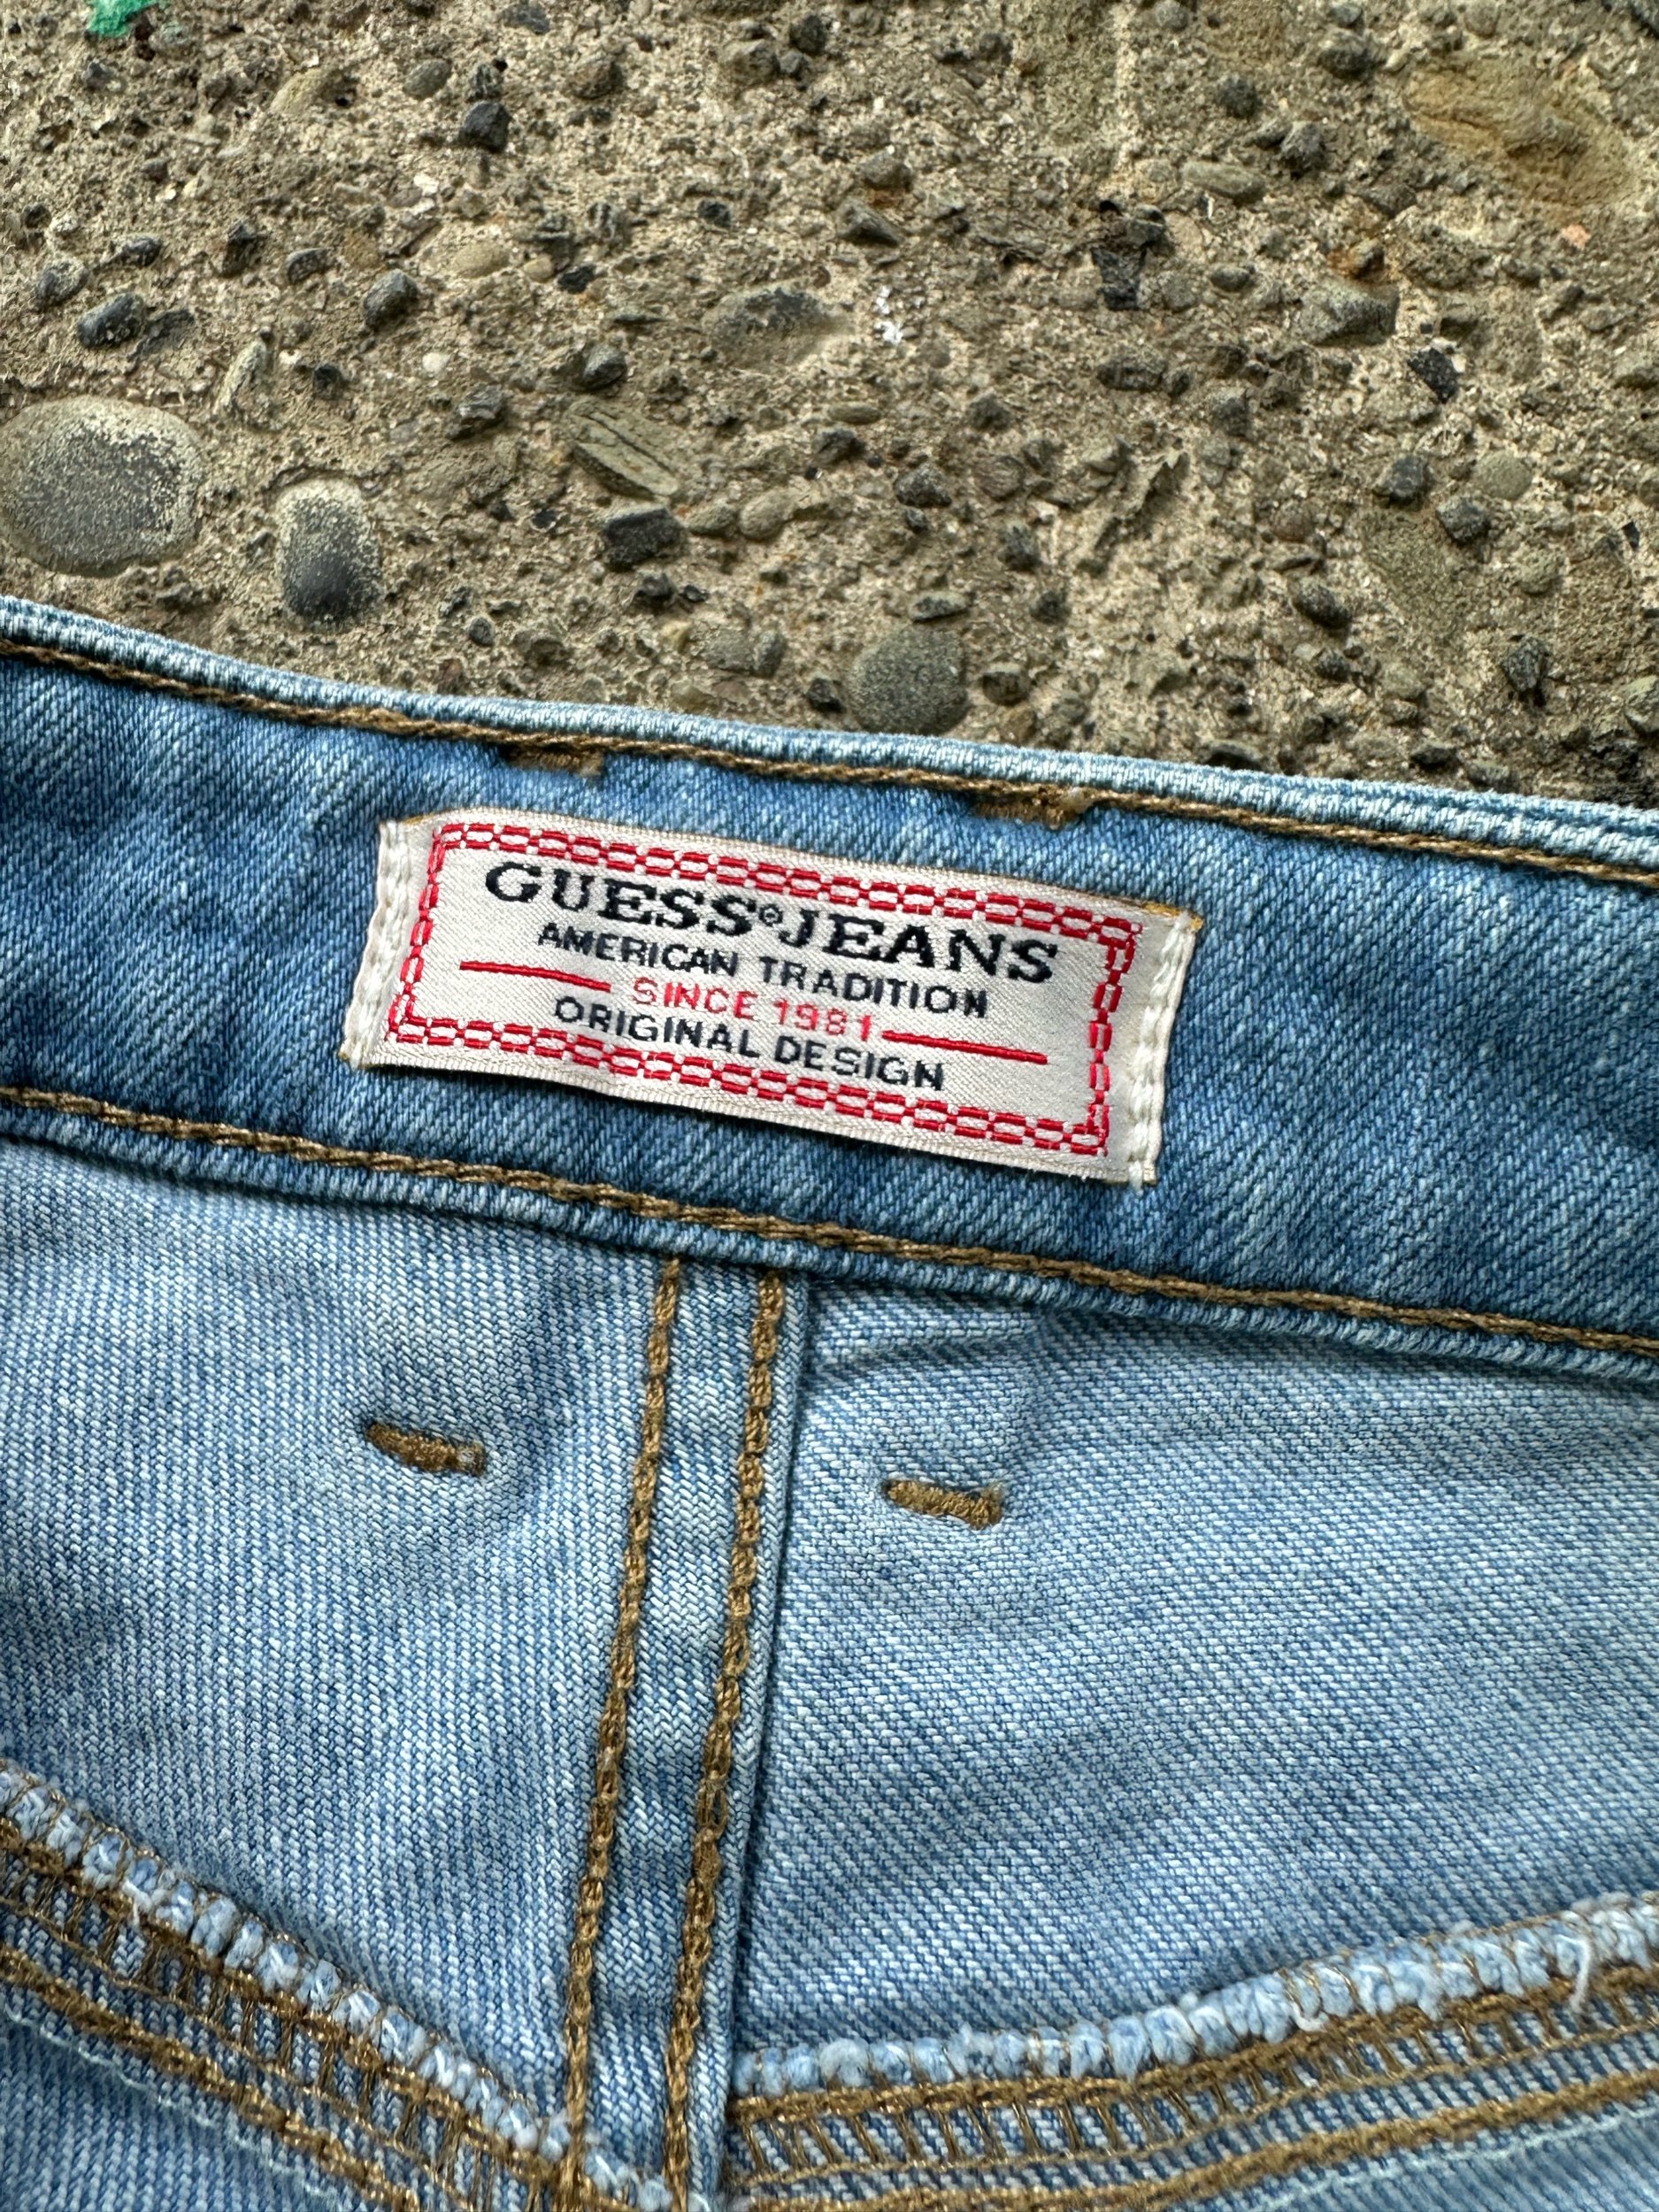 GUESS®JEANS
AMERICAN TRADITION
SINCE 1981
ORIGINAL DESIGN